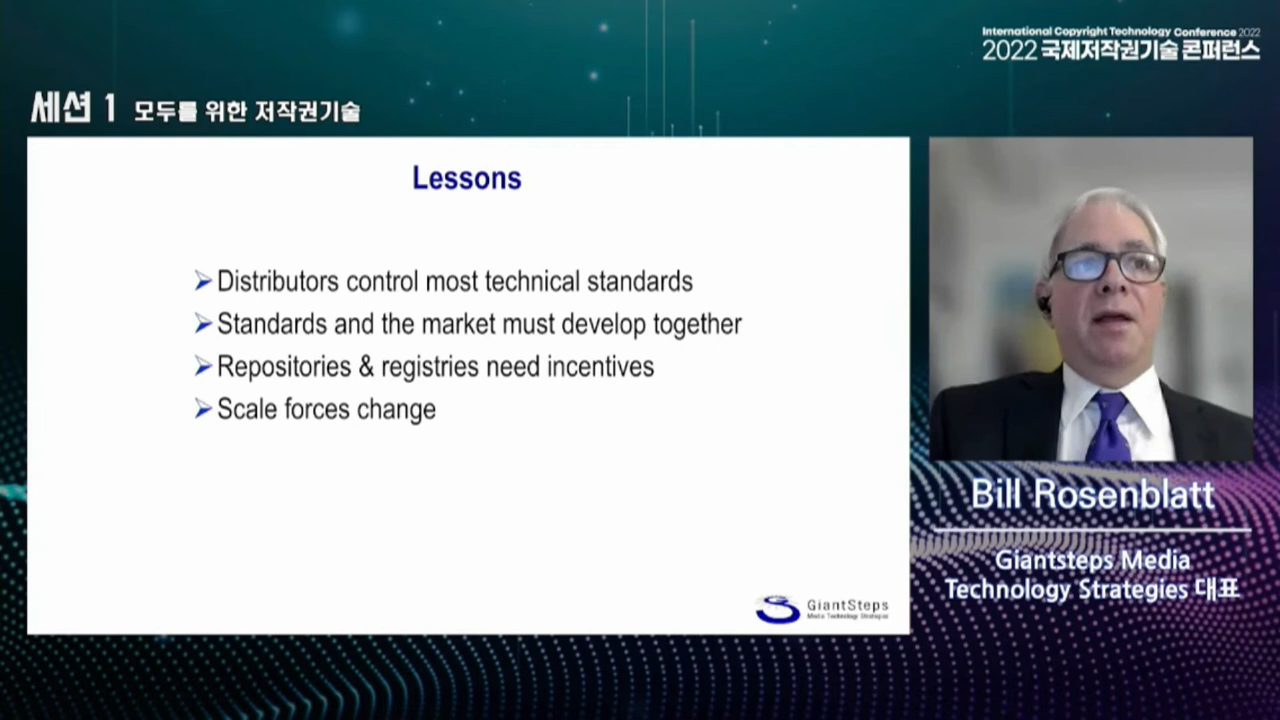 International Copyright Technology Conference 2022
2022 국제저작권기술 콘퍼런스
세션 1 모두를 위한 저작권기술
Lessons
Distributors control most technical standards
Standards and the market must develop together
Repositories & registries need incentives
Scale forces change
GiantSteps
Media Technology Strategies
Bill Rosenblatt
Giantsteps Media
Technology Strategies 대표